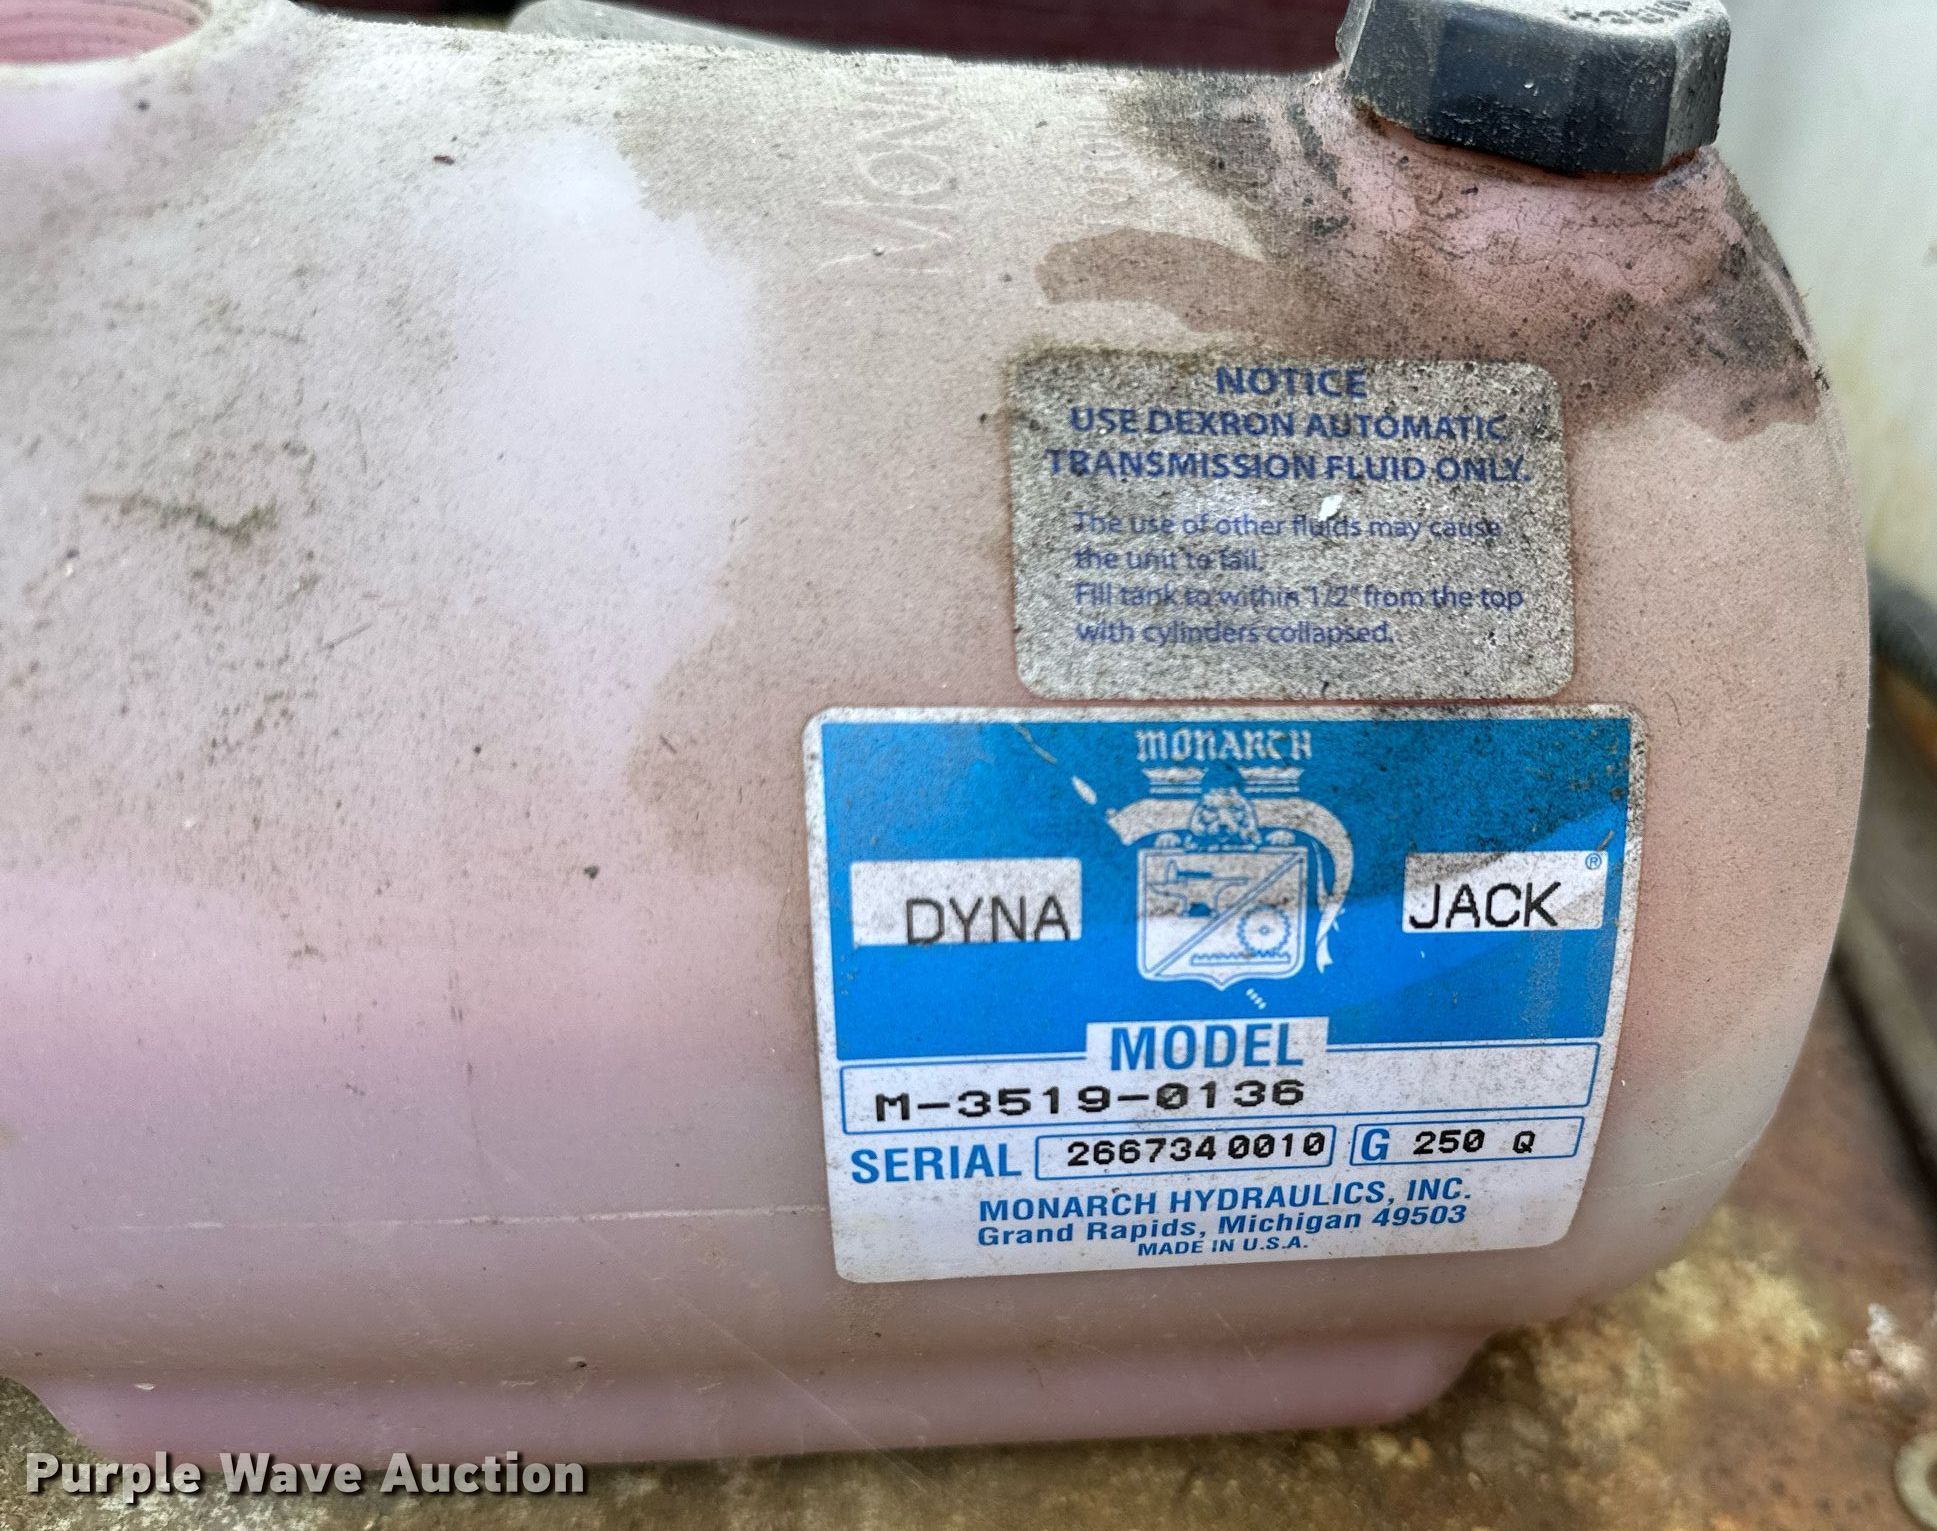 NOTICE
USE DEXRON AUTOMATIC
TRANSMISSION FLUID ONLY.
The use of other fluids may cause
the unit to fail.
Fill tank to within 1/2" from the top
with cylinders collapsed.
MONARCH
DYNA JACK®
MODEL
M-3519-0136
SERIAL 2667340010 G 250 Q
MONARCH HYDRAULICS, INC.
Grand Rapids, Michigan 49503
MADE IN U.S.A.
Purple Wave Auction